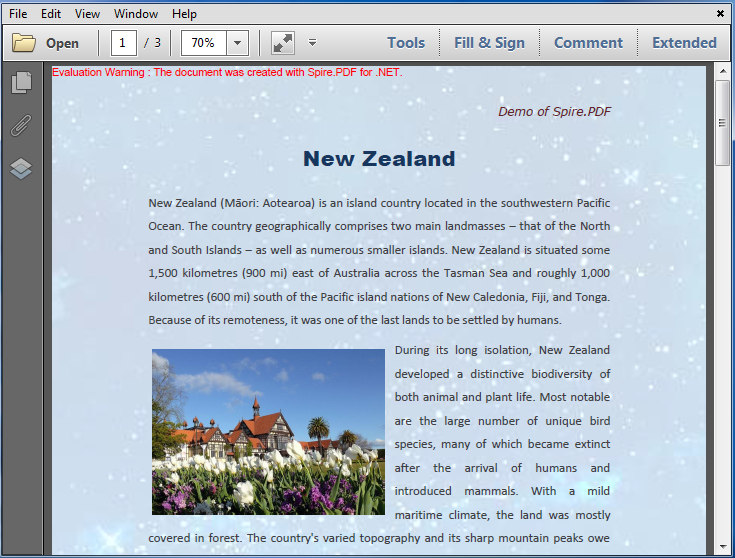 File Edit View Window Help
Open 1 / 3 70% Tools Fill & Sign Comment Extended
Evaluation Warning : The document was created with Spire.PDF for .NET.
Demo of Spire.PDF
New Zealand
New Zealand (Māori: Aotearoa) is an island country located in the southwestern Pacific
Ocean. The country geographically comprises two main landmasses – that of the North
and South Islands – as well as numerous smaller islands. New Zealand is situated some
1,500 kilometres (900 mi) east of Australia across the Tasman Sea and roughly 1,000
kilometres (600 mi) south of the Pacific island nations of New Caledonia, Fiji, and Tonga.
Because of its remoteness, it was one of the last lands to be settled by humans.
During its long isolation, New Zealand
developed a distinctive biodiversity of
both animal and plant life. Most notable
are the large number of unique bird
species, many of which became extinct
after the arrival of humans and
introduced mammals. With a mild
maritime climate, the land was mostly
covered in forest. The country's varied topography and its sharp mountain peaks owe